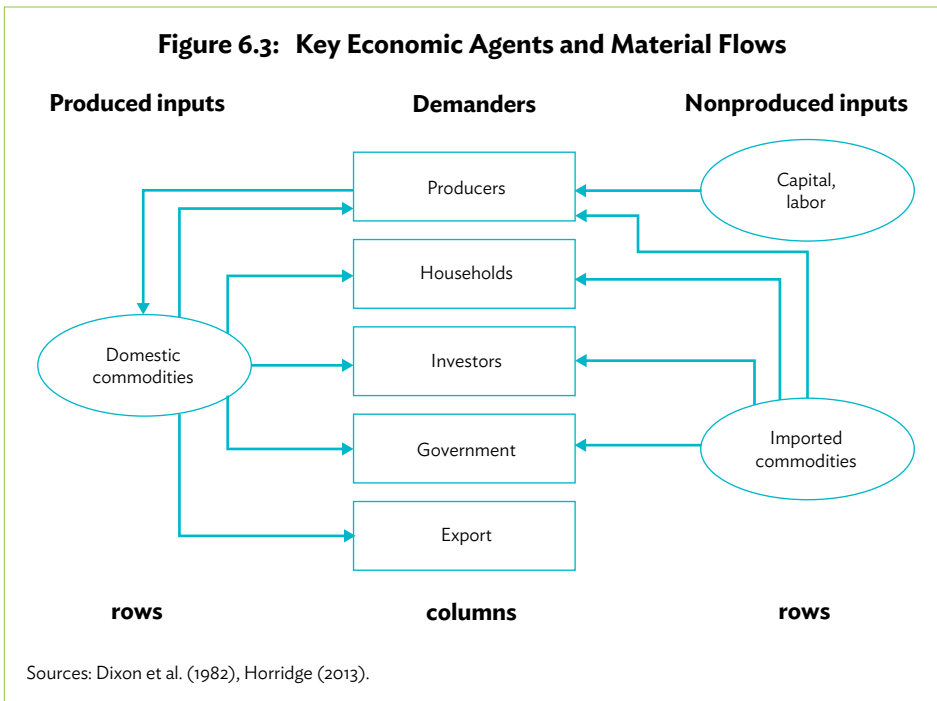 Figure 6.3: Key Economic Agents and Material Flows
Produced inputs
Demanders
Nonproduced inputs
Producers
Capital,
labor
Households
Domestic
commodities
Investors
Government
Imported
commodities
Export
rows
columns
rows
Sources: Dixon et al. (1982), Horridge (2013).